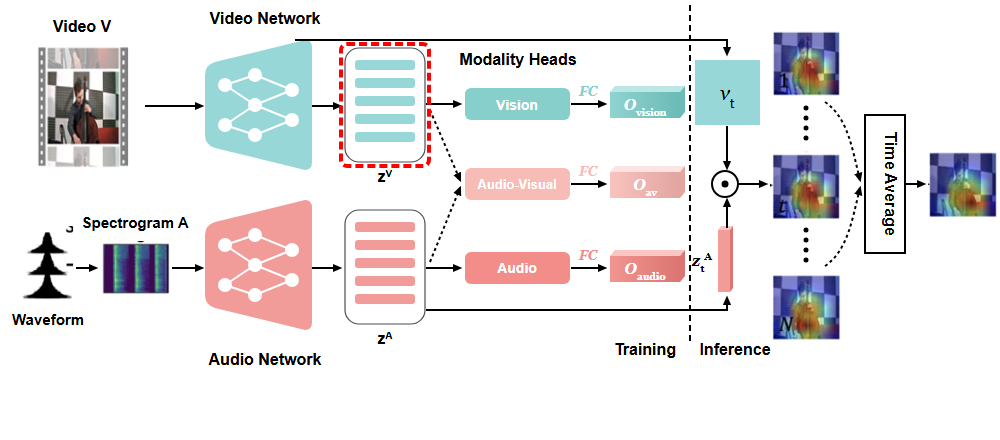 Video V
Video Network
Modality Heads
z^V
Vision
FC
O_vision
Audio-Visual
FC
O_av
Audio
FC
O_audio
Spectrogram A
Waveform
Audio Network
z^A
Training
Inference
v_t
z_t^A
1
t
N
Time Average